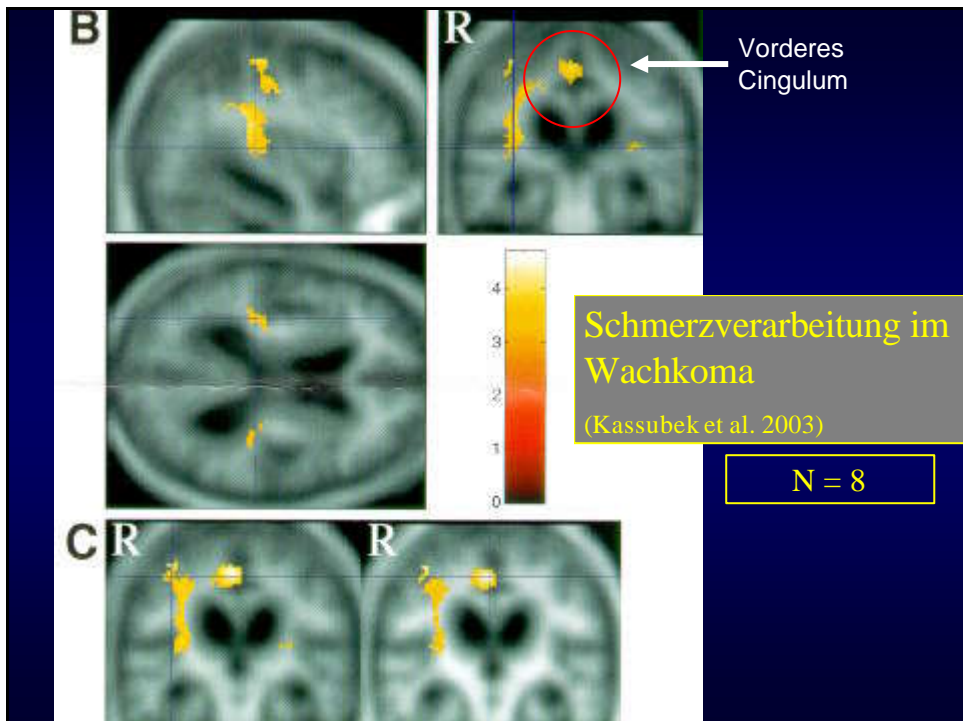 B
R
Vorderes
Cingulum
4
3
2
1
0
Schmerzverarbeitung im
Wachkoma
(Kassubek et al. 2003)
N = 8
C
R
R